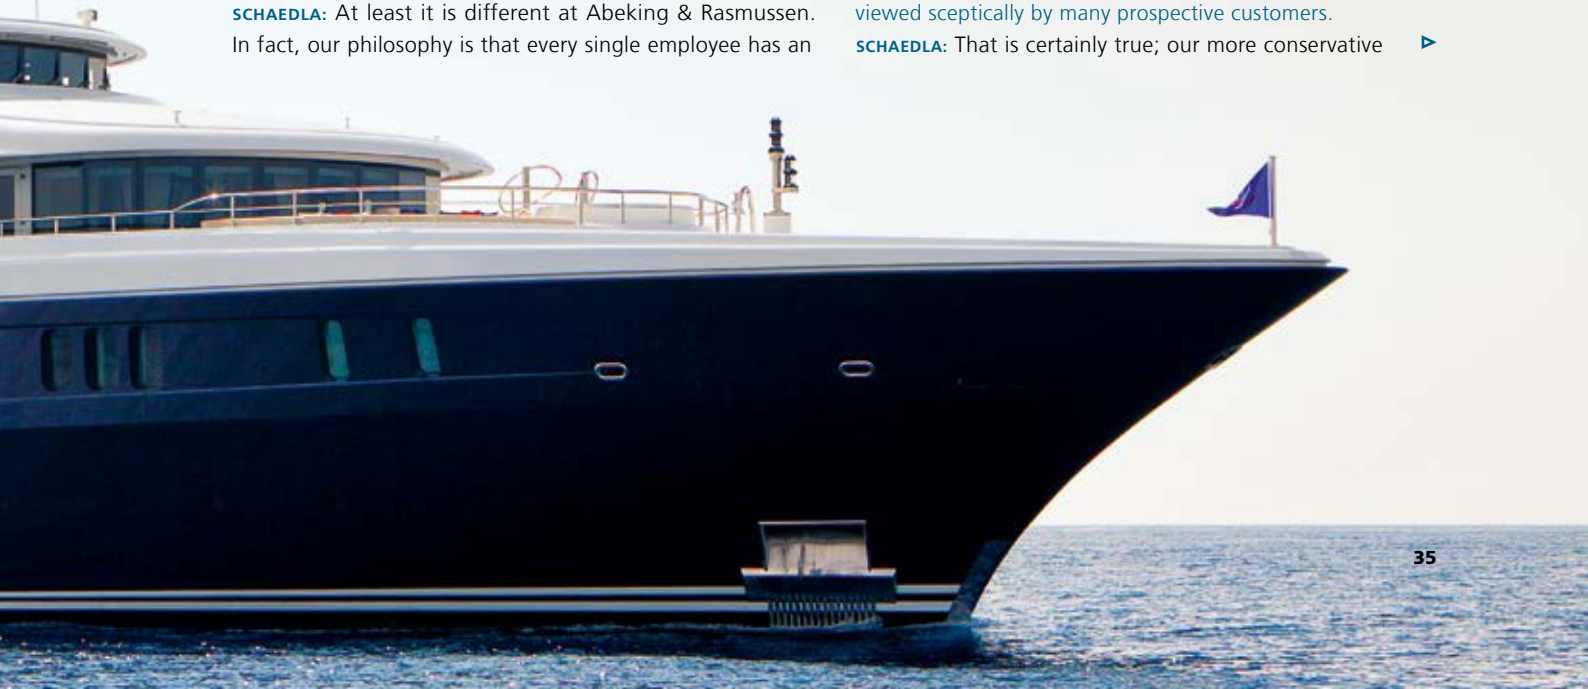 SCHAEDLA: At least it is different at Abeking & Rasmussen.
In fact, our philosophy is that every single employee has an
viewed sceptically by many prospective customers.
SCHAEDLA: That is certainly true; our more conservative
35